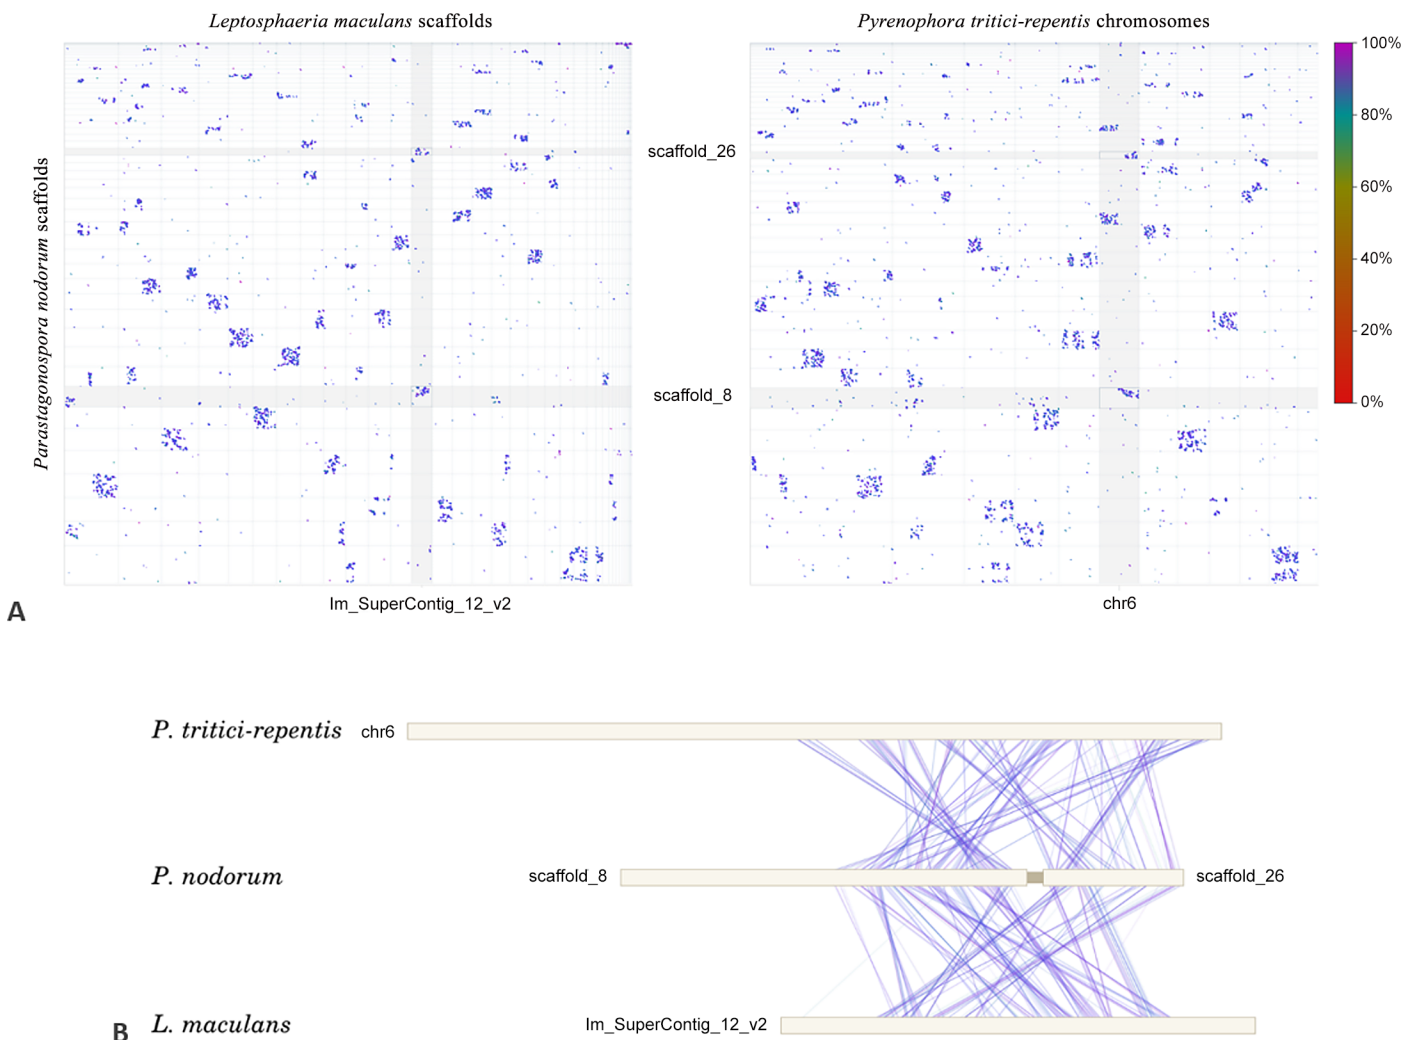 Leptosphaeria maculans scaffolds
Pyrenophora tritici-repentis chromosomes
Parastagonospora nodorum scaffolds
scaffold_26
scaffold_8
100%
80%
60%
40%
20%
0%
lm_SuperContig_12_v2
chr6
A
P. tritici-repentis chr6
P. nodorum scaffold_8 scaffold_26
L. maculans lm_SuperContig_12_v2
B